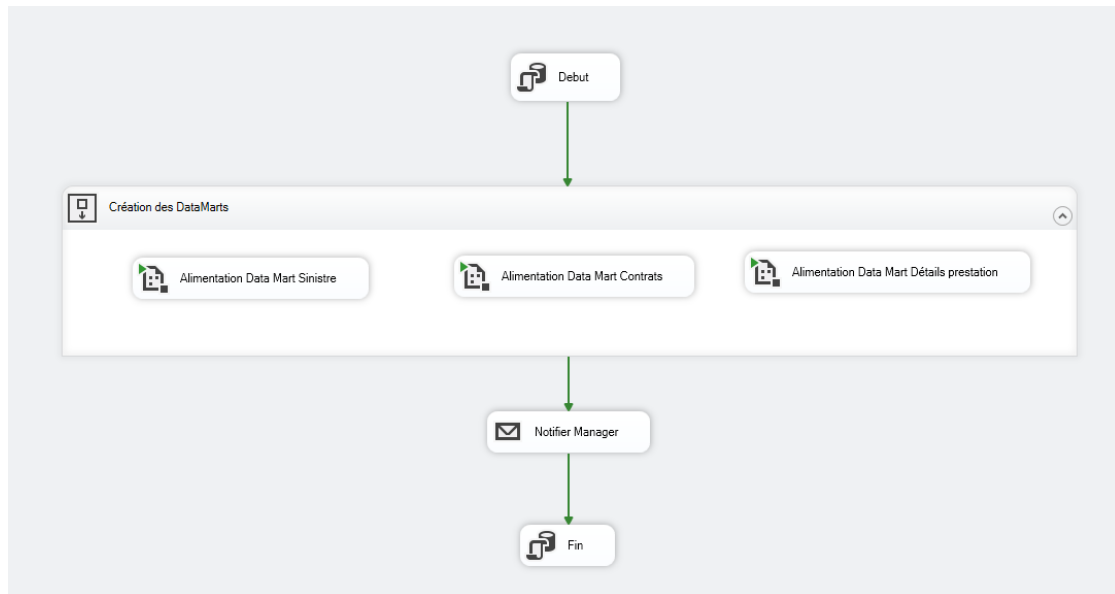 Debut
Création des DataMarts
Alimentation Data Mart Sinistre
Alimentation Data Mart Contrats
Alimentation Data Mart Détails prestation
Notifier Manager
Fin